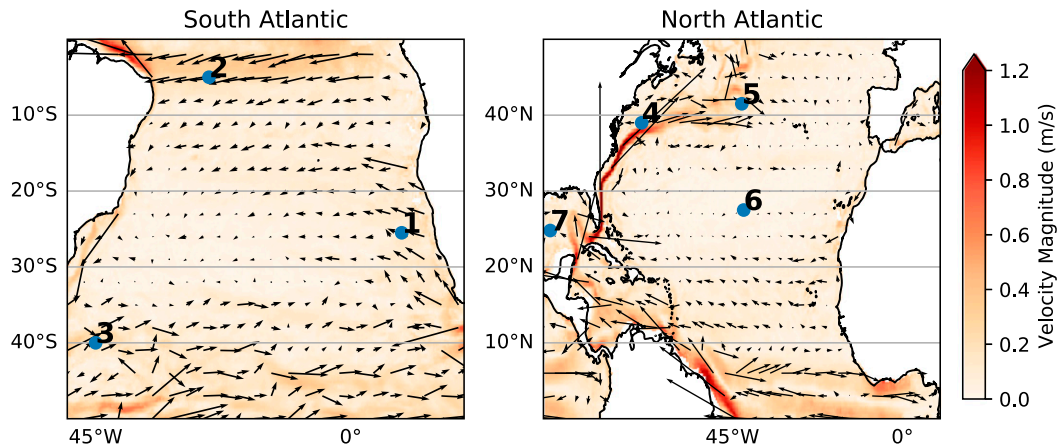 South Atlantic
North Atlantic
10°S
20°S
30°S
40°S
45°W
0°
1
2
3
40°N
30°N
20°N
10°N
45°W
0°
4
5
6
7
1.2
1.0
0.8
0.6
0.4
0.2
0.0
Velocity Magnitude (m/s)